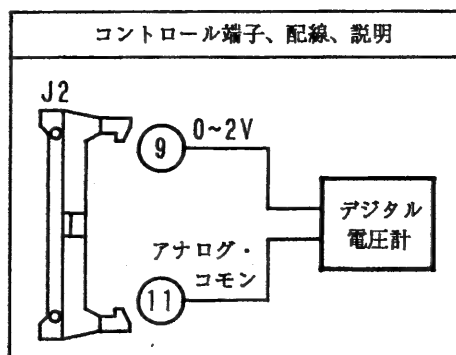 コントロール端子、配線、説明
J2
9
0~2V
デジタル
電圧計
アナログ・
コモン
11